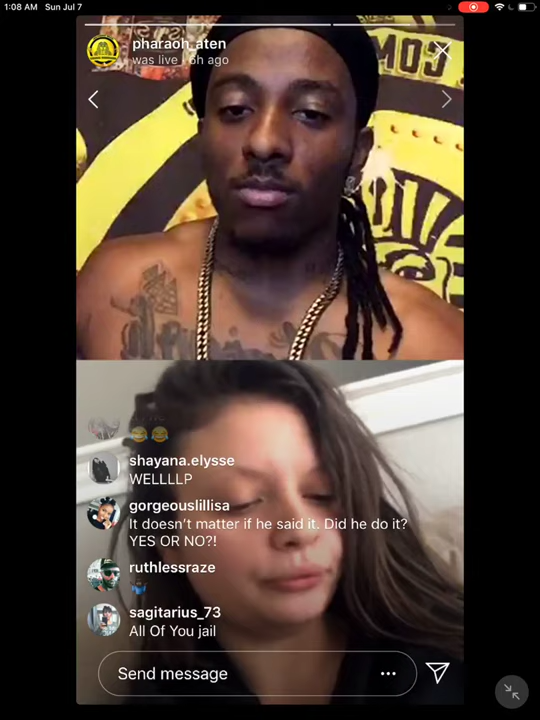 1:08 AM Sun Jul 7
pharaoh_aten
was live | 6h ago
COM
shayana.elysse
WELLLLP
gorgeouslillisa
It doesn't matter if he said it. Did he do it?
YES OR NO?!
ruthlessraze
sagitarius_73
All Of You jail
Send message